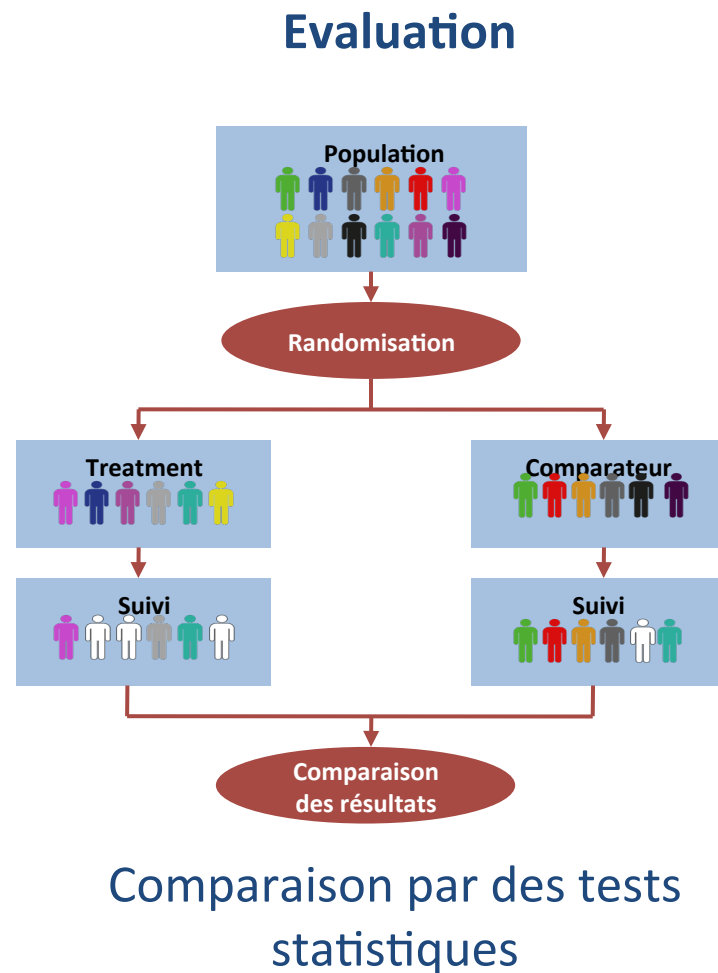 Evaluation
Population
Randomisation
Treatment
Comparateur
Suivi
Suivi
Comparaison
des résultats
Comparaison par des tests
statistiques